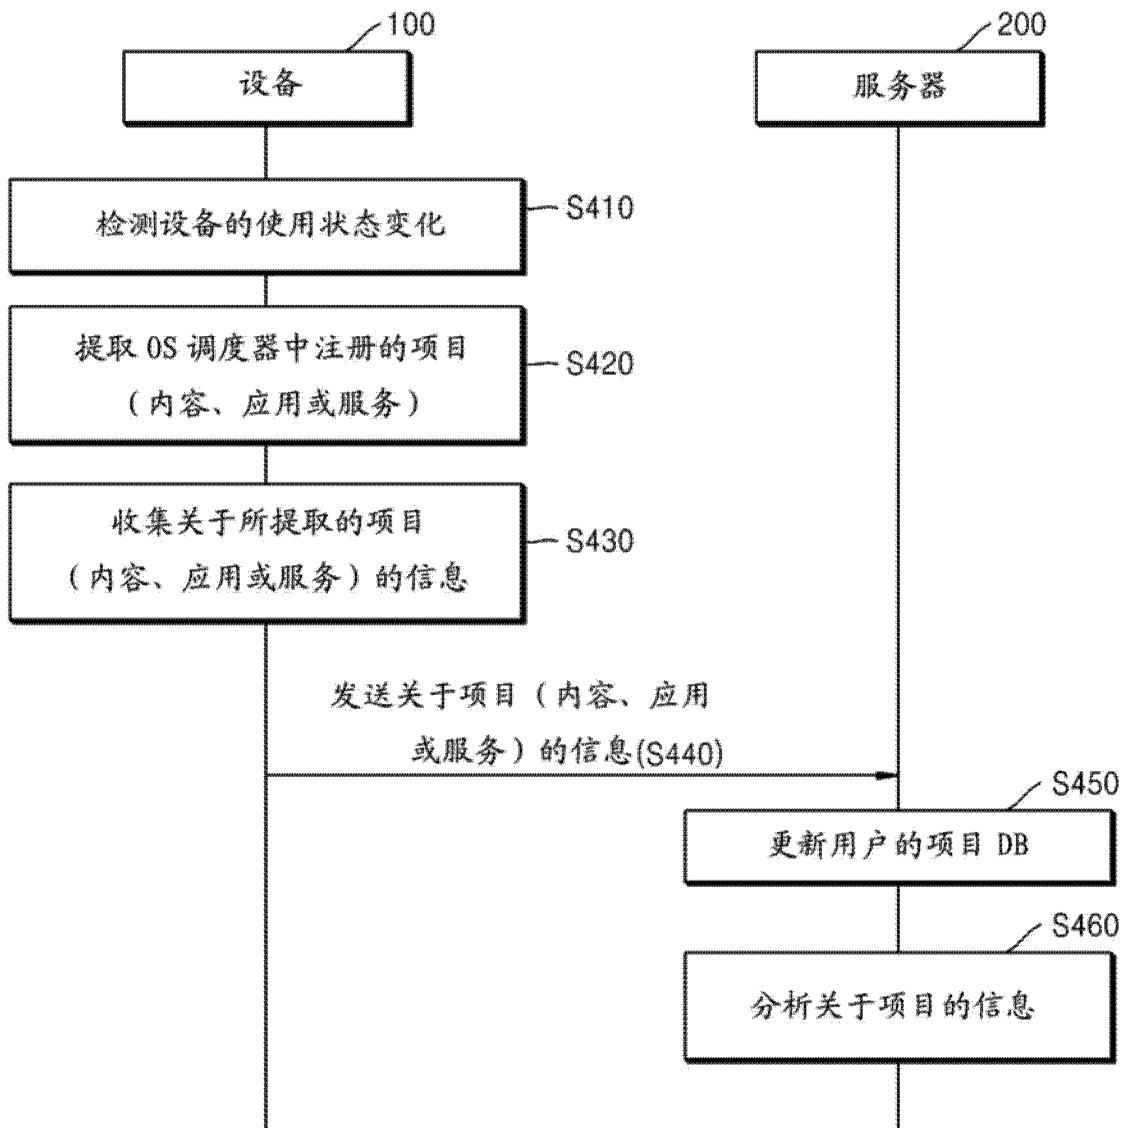 100
200
设备
服务器
检测设备的使用状态变化
S410
提取 OS 调度器中注册的项目
（内容、应用或服务）
S420
收集关于所提取的项目
（内容、应用或服务）的信息
S430
发送关于项目（内容、应用
或服务）的信息(S440)
S450
更新用户的项目 DB
S460
分析关于项目的信息